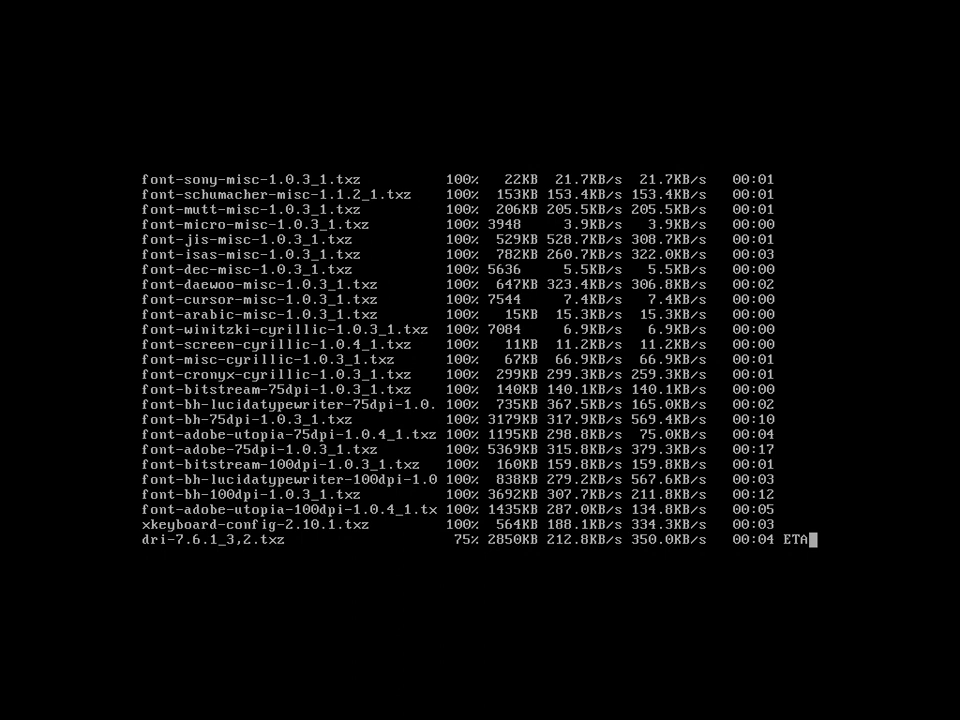 font-sony-misc-1.0.3_1.txz 100% 22KB 21.7KB/s 21.7KB/s 00:01
font-schumacher-misc-1.1.2_1.txz 100% 153KB 153.4KB/s 153.4KB/s 00:01
font-mutt-misc-1.0.3_1.txz 100% 206KB 205.5KB/s 205.5KB/s 00:01
font-micro-misc-1.0.3_1.txz 100% 3948 3.9KB/s 3.9KB/s 00:00
font-jis-misc-1.0.3_1.txz 100% 529KB 528.7KB/s 308.7KB/s 00:01
font-isas-misc-1.0.3_1.txz 100% 782KB 260.7KB/s 322.0KB/s 00:03
font-dec-misc-1.0.3_1.txz 100% 5636 5.5KB/s 5.5KB/s 00:00
font-daewoo-misc-1.0.3_1.txz 100% 647KB 323.4KB/s 306.8KB/s 00:02
font-cursor-misc-1.0.3_1.txz 100% 7544 7.4KB/s 7.4KB/s 00:00
font-arabic-misc-1.0.3_1.txz 100% 15KB 15.3KB/s 15.3KB/s 00:00
font-winitzki-cyrillic-1.0.3_1.txz 100% 7084 6.9KB/s 6.9KB/s 00:00
font-screen-cyrillic-1.0.4_1.txz 100% 11KB 11.2KB/s 11.2KB/s 00:00
font-misc-cyrillic-1.0.3_1.txz 100% 67KB 66.9KB/s 66.9KB/s 00:01
font-cronyx-cyrillic-1.0.3_1.txz 100% 299KB 299.3KB/s 259.3KB/s 00:01
font-bitstream-75dpi-1.0.3_1.txz 100% 140KB 140.1KB/s 140.1KB/s 00:00
font-bh-lucidatypewriter-75dpi-1.0. 100% 735KB 367.5KB/s 165.0KB/s 00:02
font-bh-75dpi-1.0.3_1.txz 100% 3179KB 317.9KB/s 569.4KB/s 00:10
font-adobe-utopia-75dpi-1.0.4_1.txz 100% 1195KB 298.8KB/s 75.0KB/s 00:04
font-adobe-75dpi-1.0.3_1.txz 100% 5369KB 315.8KB/s 379.3KB/s 00:17
font-bitstream-100dpi-1.0.3_1.txz 100% 160KB 159.8KB/s 159.8KB/s 00:01
font-bh-lucidatypewriter-100dpi-1.0 100% 838KB 279.2KB/s 567.6KB/s 00:03
font-bh-100dpi-1.0.3_1.txz 100% 3692KB 307.7KB/s 211.8KB/s 00:12
font-adobe-utopia-100dpi-1.0.4_1.tx 100% 1435KB 287.0KB/s 134.8KB/s 00:05
xkeyboard-config-2.10.1.txz 100% 564KB 188.1KB/s 334.3KB/s 00:03
dri-7.6.1_3,2.txz 75% 2850KB 212.8KB/s 350.0KB/s 00:04 ETA